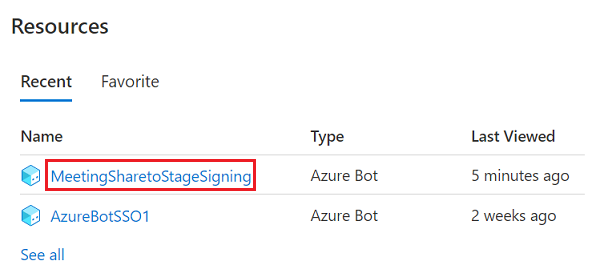 Resources
Recent Favorite
Name Type Last Viewed
MeetingSharetoStageSigning Azure Bot 5 minutes ago
AzureBotSSO1 Azure Bot 2 weeks ago
See all